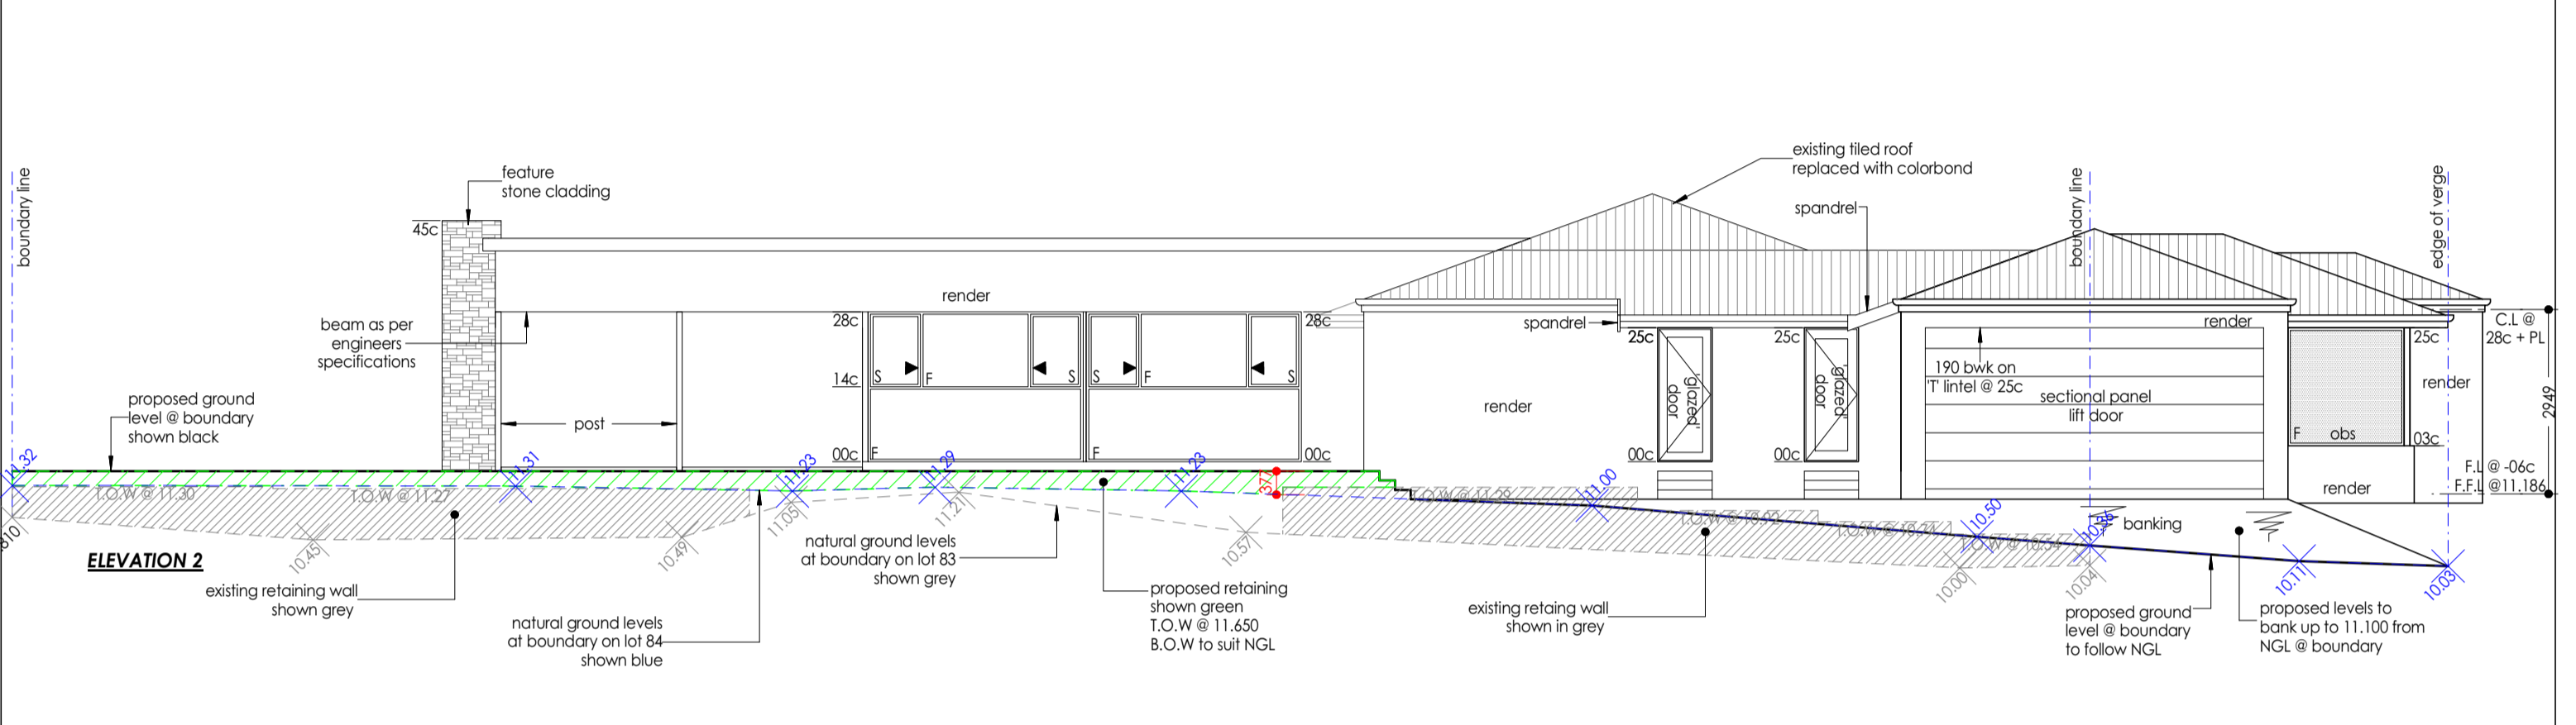 existing tiled roof
replaced with colorbond
feature
stone cladding
boundary line
boundary line
edge of verge
spandrel
45c
render
beam as per
engineers
specifications
28c
28c
spandrel
render
C.L @
28c + PL
25c
25c
25c
190 bwk on
'T' lintel @ 25c
14c
S
F
S
S
F
S
'glazed'
door
'glazed'
door
sectional panel
lift door
render
2949
proposed ground
level @ boundary
shown black
post
render
F
obs
03c
00c
F
F
00c
00c
00c
F.L @ -06c
F.F.L @11.186
render
11.32
11.31
11.23
11.29
11.23
371
11.00
10.50
T.O.W @ 11.30
T.O.W @ 11.27
11.05
11.21
10.45
10.49
10.57
banking
10.00
10.04
10.11
10.03
ELEVATION 2
natural ground levels
at boundary on lot 83
shown grey
existing retaining wall
shown grey
proposed retaining
shown green
T.O.W @ 11.650
B.O.W to suit NGL
existing retaing wall
shown in grey
proposed ground
level @ boundary
to follow NGL
proposed levels to
bank up to 11.100 from
NGL @ boundary
natural ground levels
at boundary on lot 84
shown blue